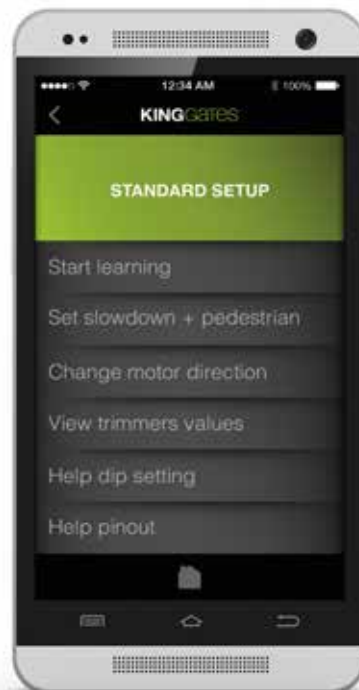 12:34 AM 100%
KINGGATES
STANDARD SETUP
Start learning
Set slowdown + pedestrian
Change motor direction
View trimmers values
Help dip setting
Help pinout